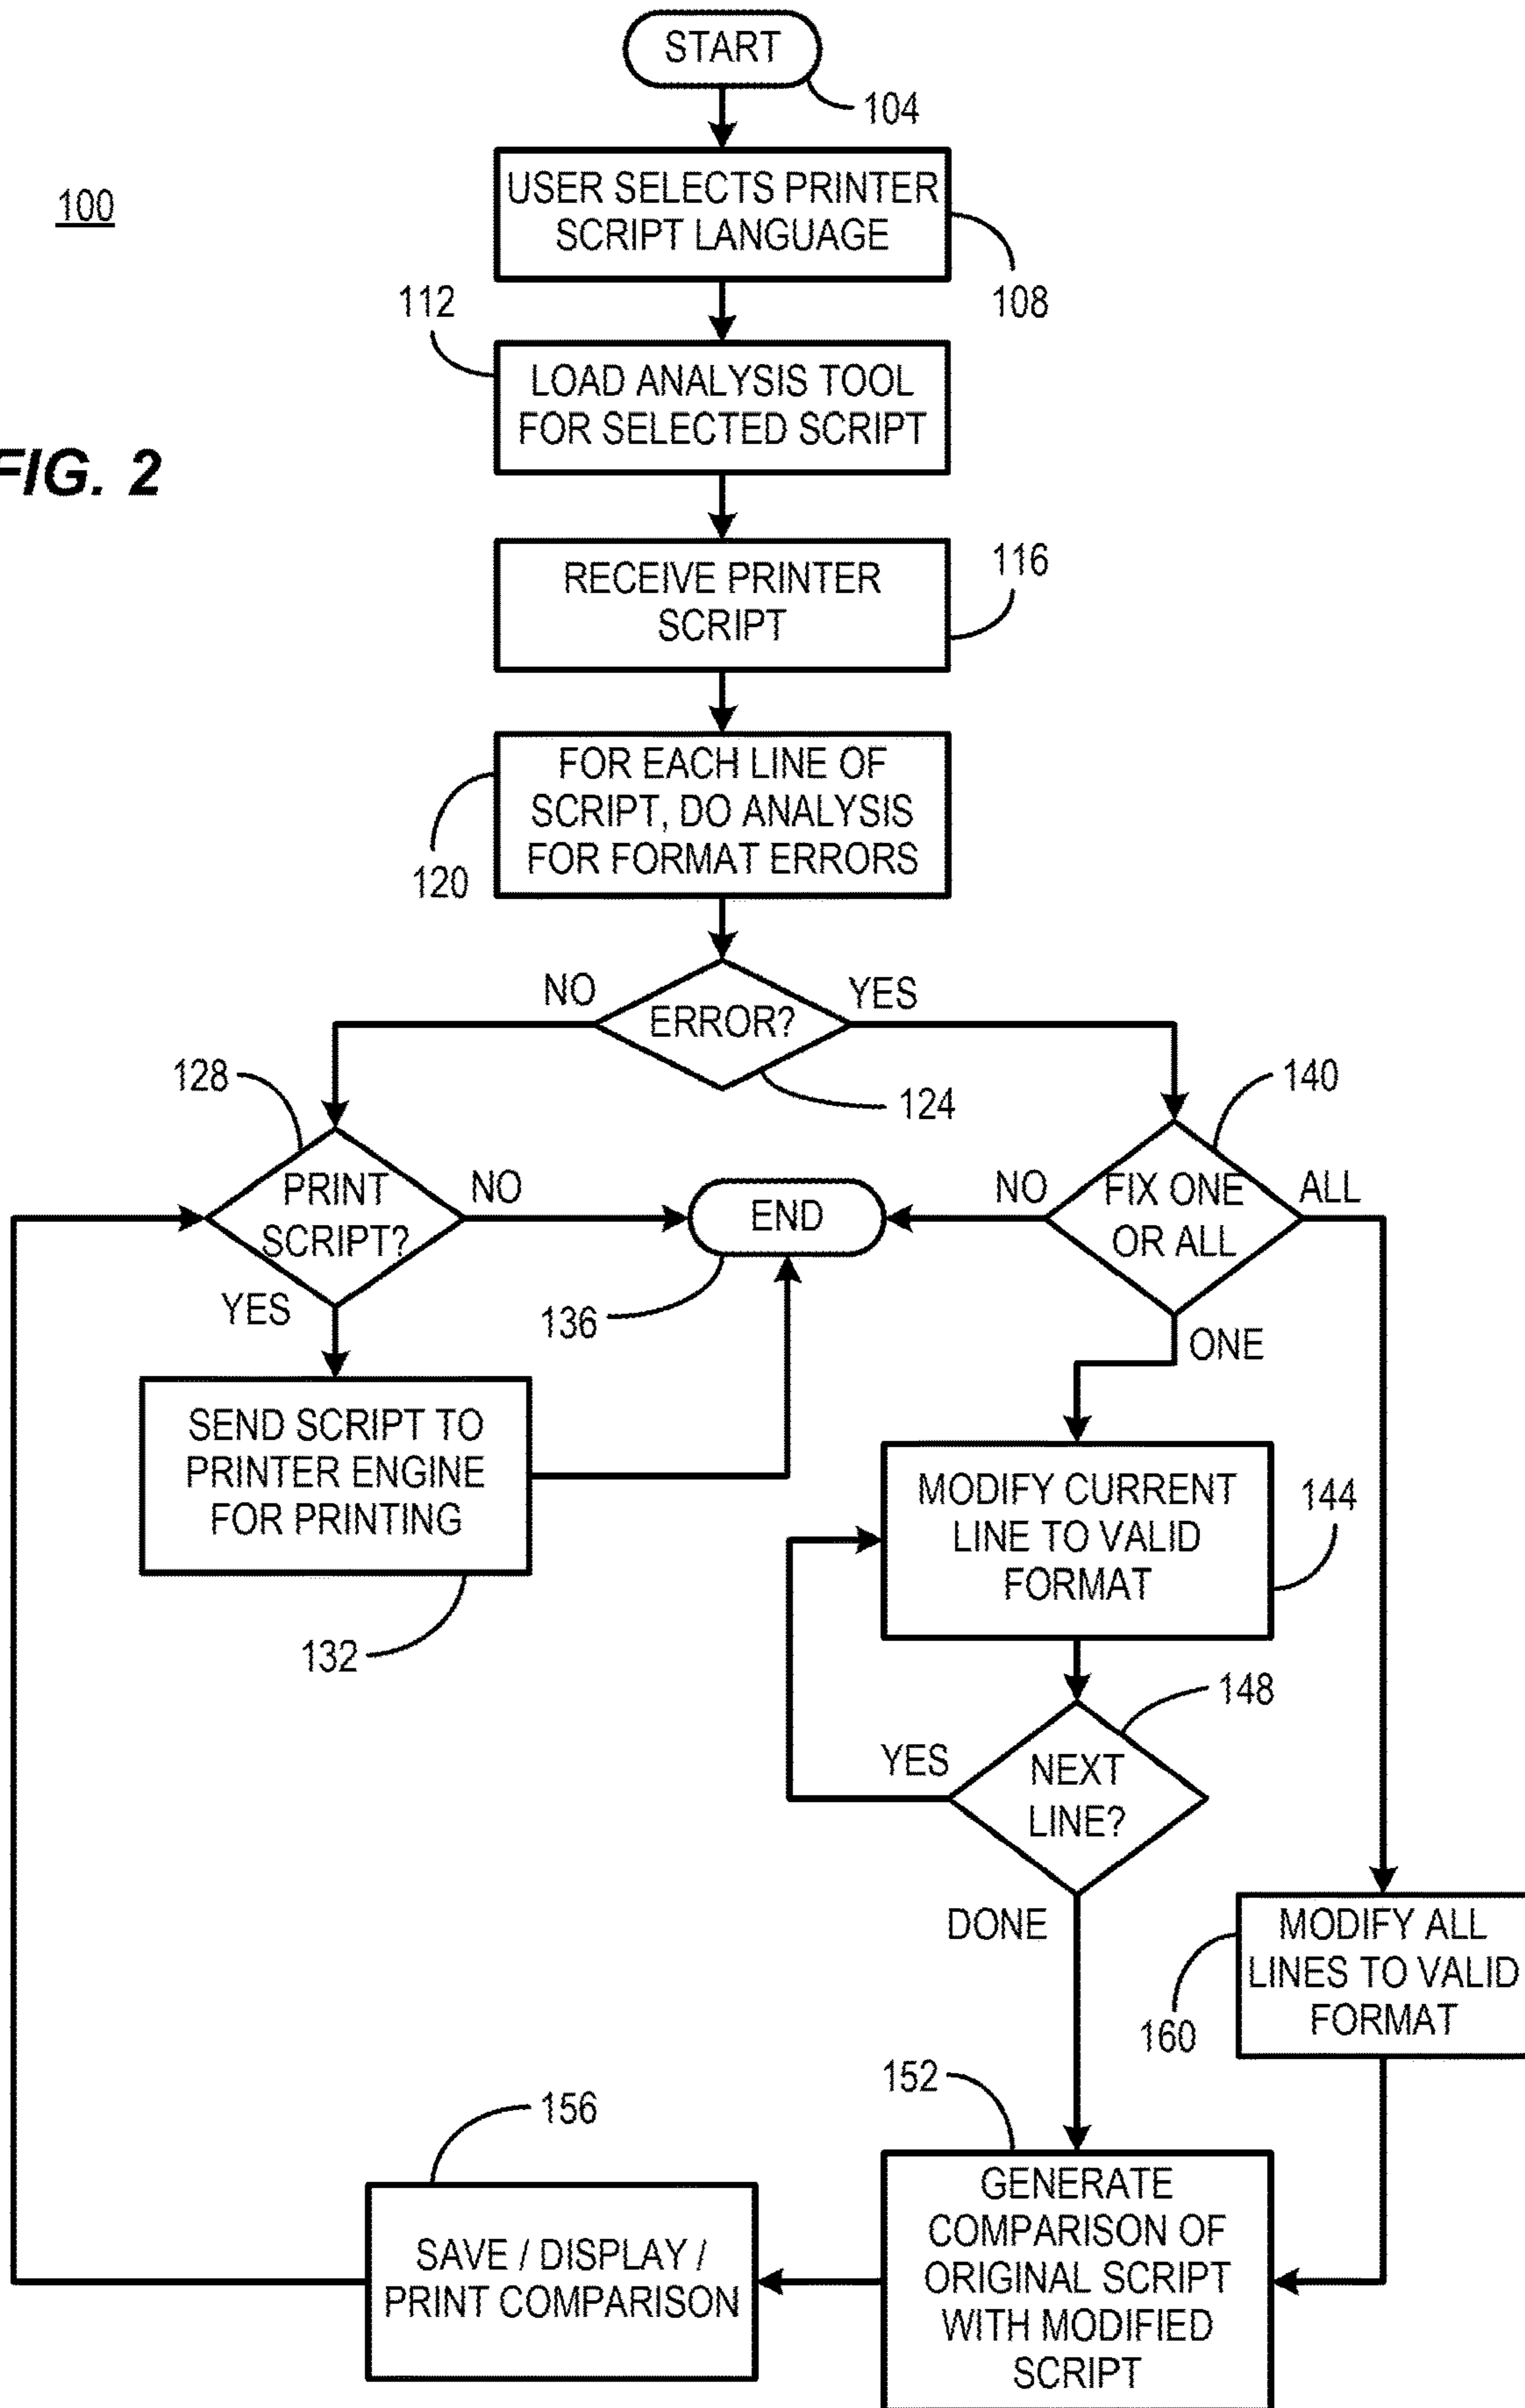 START
104
100
USER SELECTS PRINTER
SCRIPT LANGUAGE
108
112
LOAD ANALYSIS TOOL
FOR SELECTED SCRIPT
FIG. 2
RECEIVE PRINTER
SCRIPT
116
FOR EACH LINE OF
SCRIPT, DO ANALYSIS
FOR FORMAT ERRORS
120
NO
ERROR?
YES
124
128
140
PRINT
SCRIPT?
NO
END
NO
FIX ONE
OR ALL
ALL
YES
136
ONE
SEND SCRIPT TO
PRINTER ENGINE
FOR PRINTING
132
MODIFY CURRENT
LINE TO VALID
FORMAT
144
148
YES
NEXT
LINE?
DONE
MODIFY ALL
LINES TO VALID
FORMAT
160
152
156
GENERATE
COMPARISON OF
ORIGINAL SCRIPT
WITH MODIFIED
SCRIPT
SAVE / DISPLAY /
PRINT COMPARISON